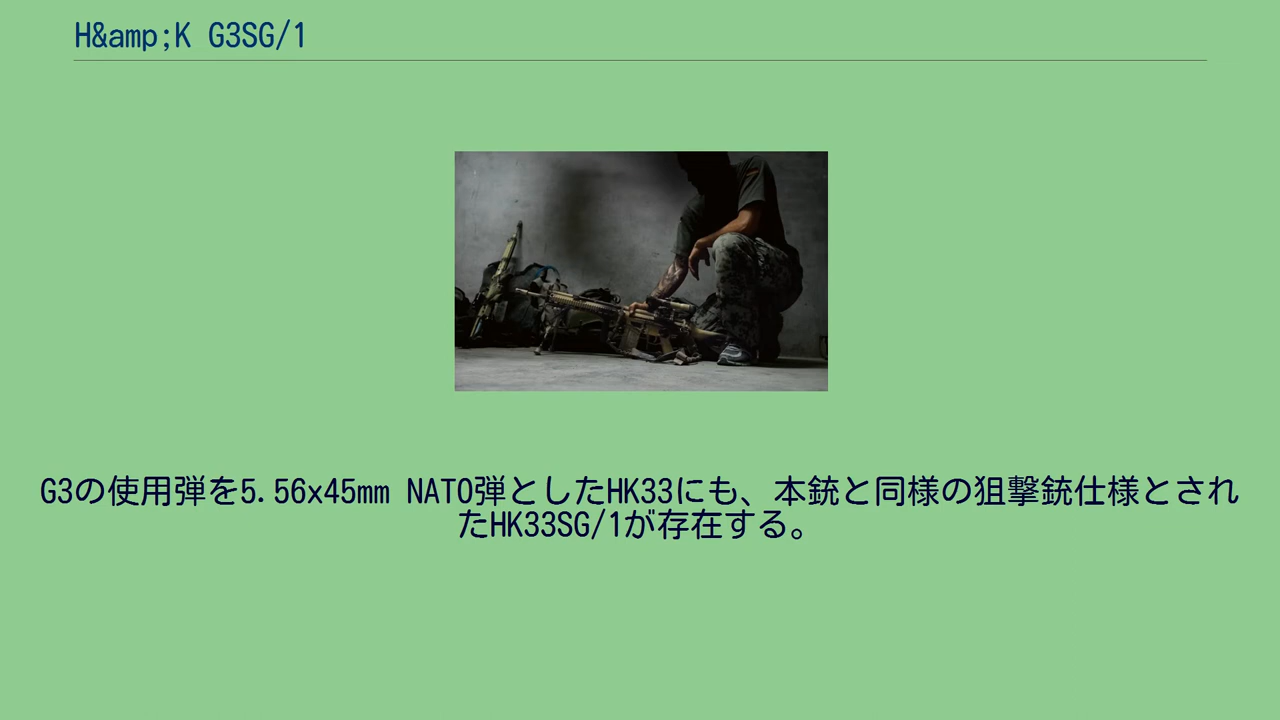 H&amp;K G3SG/1
G3の使用弾を5.56x45mm NATO弾としたHK33にも、本銃と同様の狙撃銃仕様とされ
たHK33SG/1が存在する。